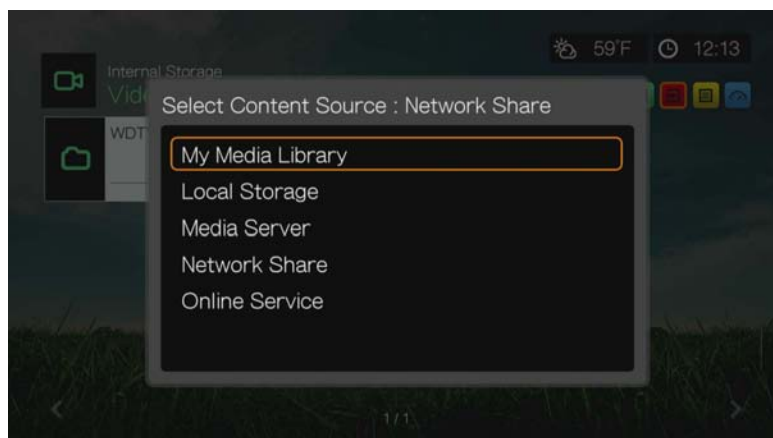 59°F 12:13
Internal Storage
Vide
WDT
Select Content Source : Network Share
My Media Library
Local Storage
Media Server
Network Share
Online Service
1/1